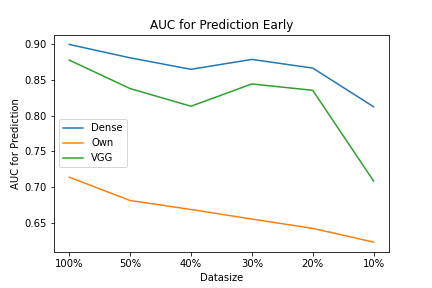 AUC for Prediction Early
AUC for Prediction
0.90
0.85
0.80
0.75
0.70
0.65
Dense
Own
VGG
100% 50% 40% 30% 20% 10%
Datasize